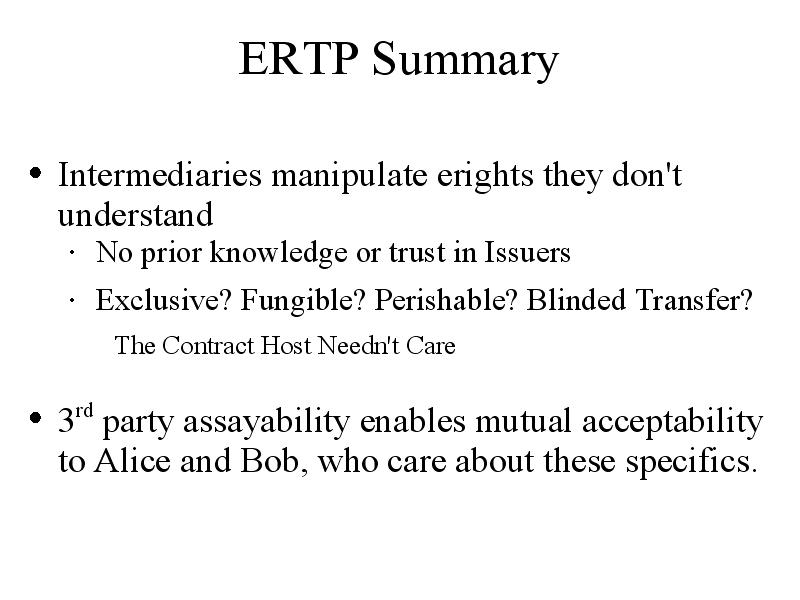 ERTP Summary
• Intermediaries manipulate erights they don't
understand
· No prior knowledge or trust in Issuers
· Exclusive? Fungible? Perishable? Blinded Transfer?
The Contract Host Needn't Care
• 3rd party assayability enables mutual acceptability
to Alice and Bob, who care about these specifics.